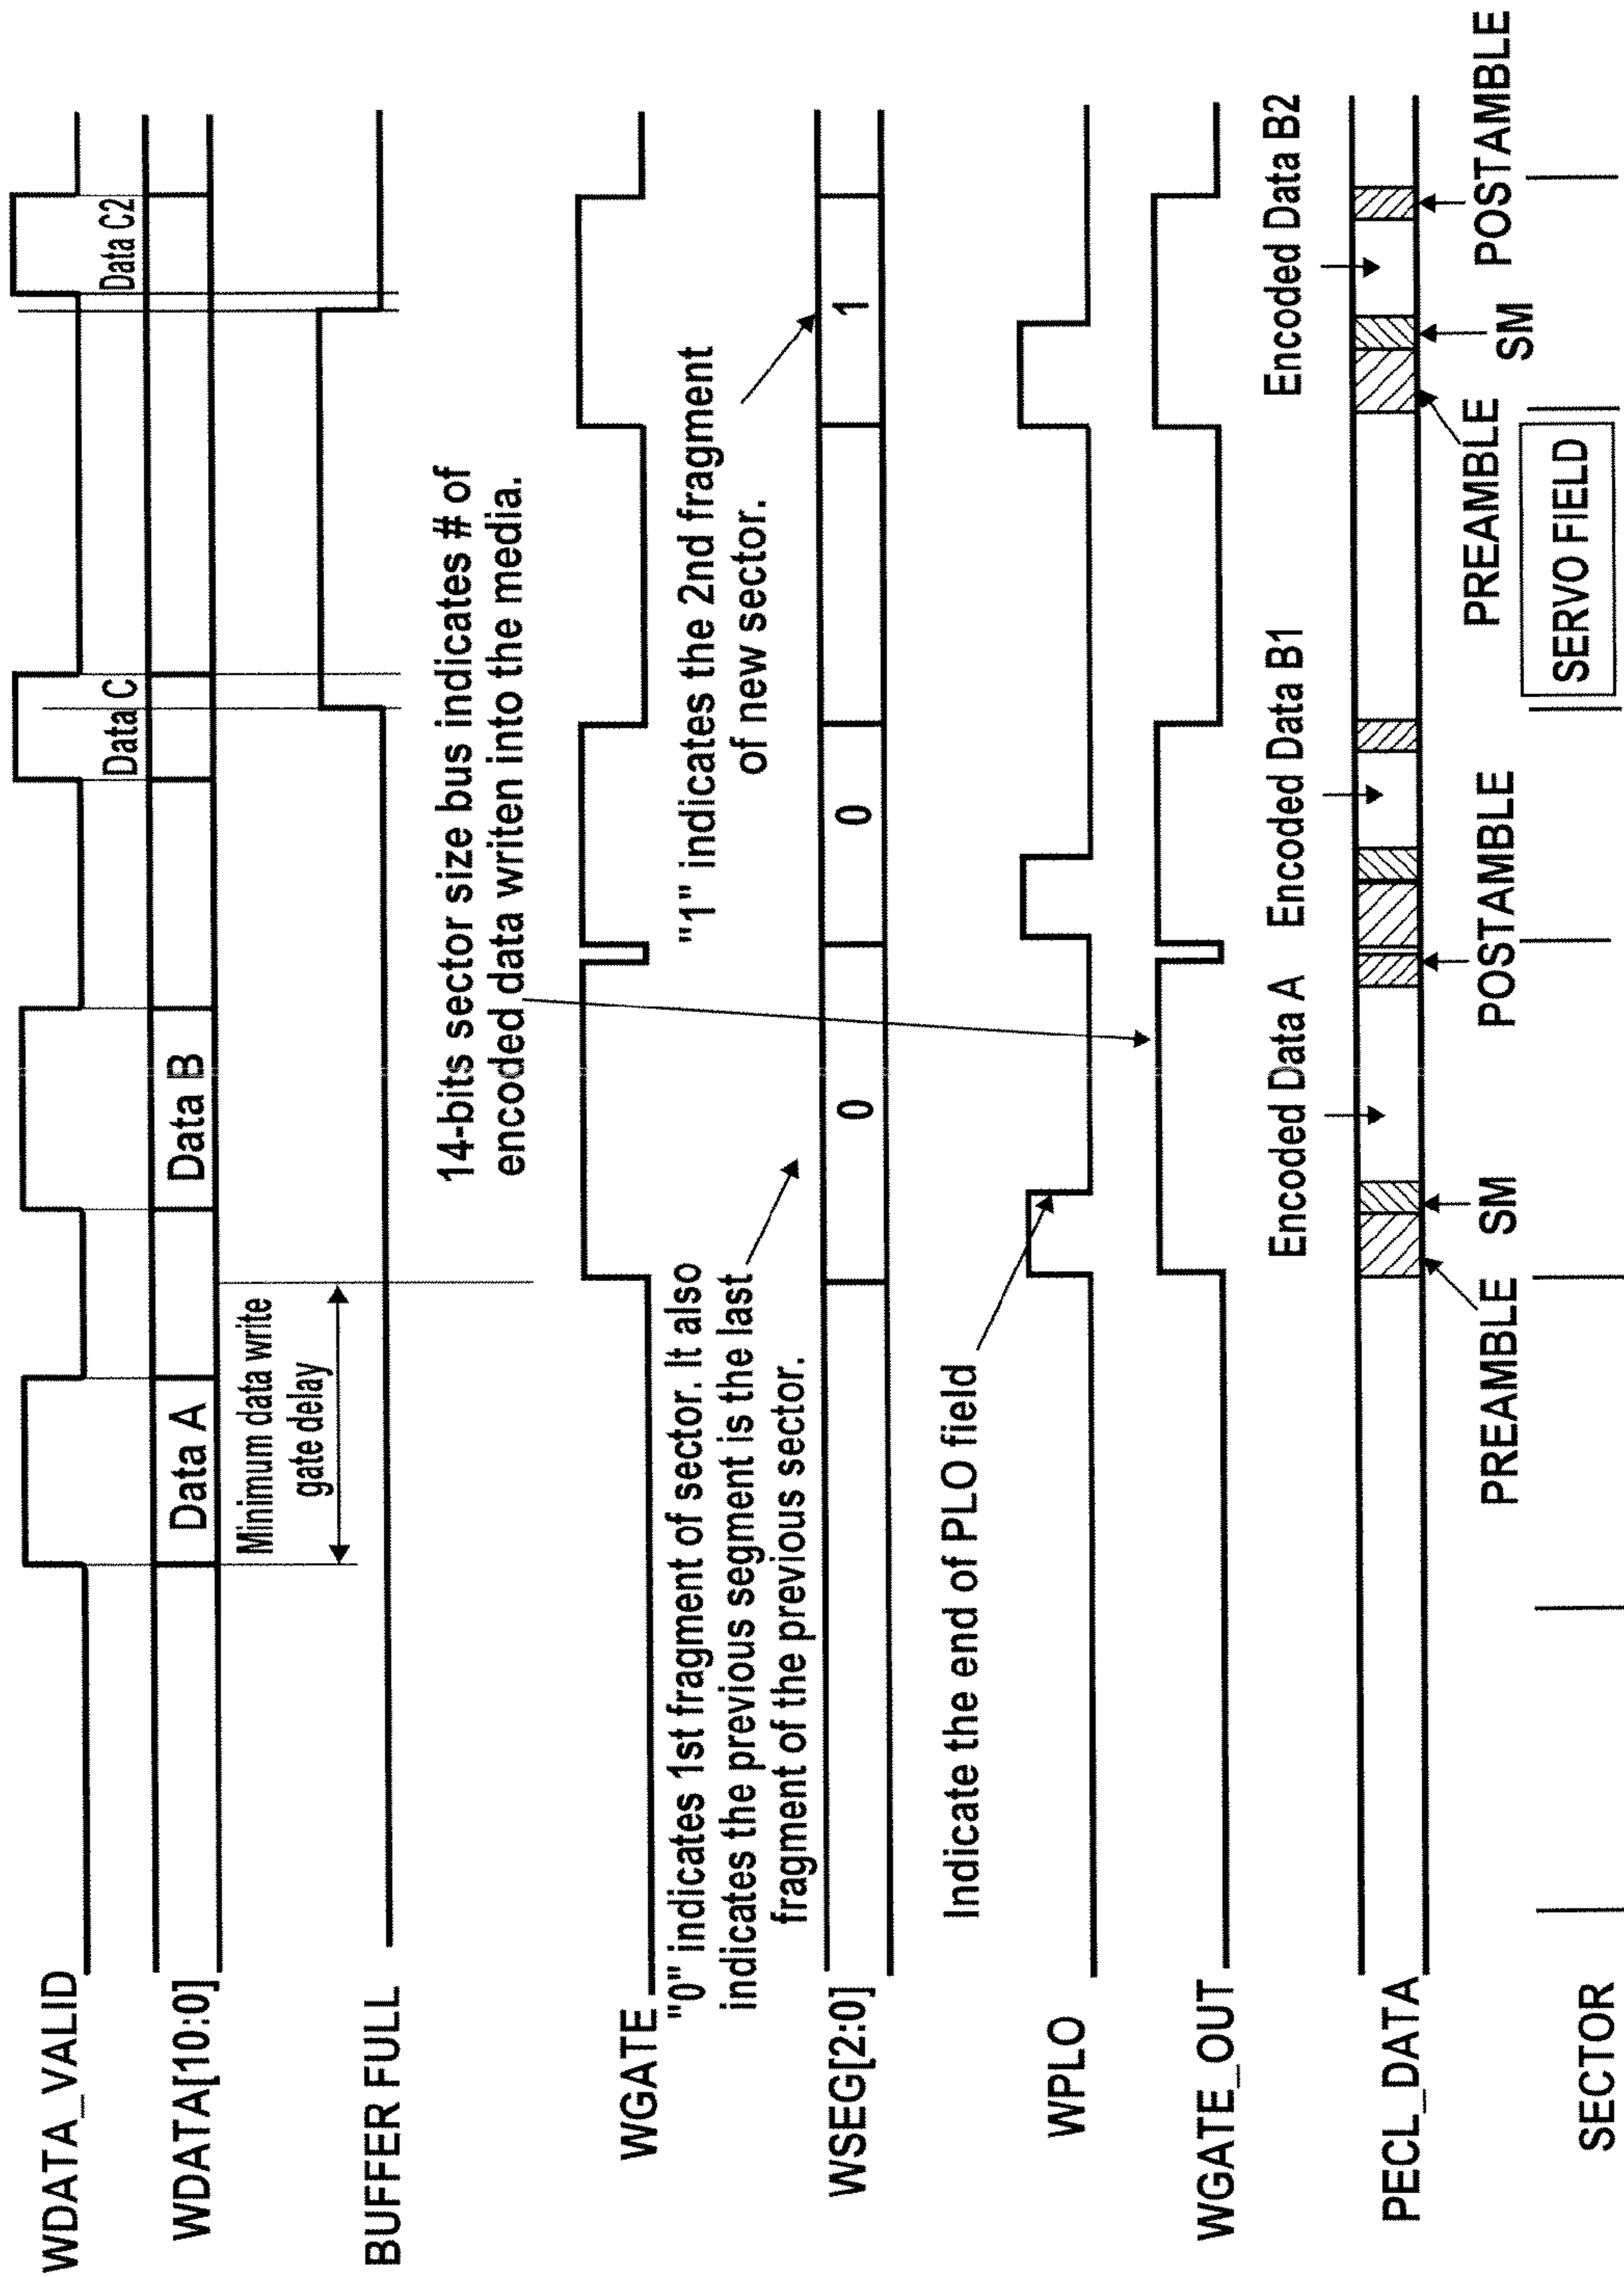 WDATA_VALID
WDATA[10:0]
Data A
Data B
Data C
Data C2
Minimum data write
gate delay
BUFFER FULL
14-bits sector size bus indicates # of
encoded data writen into the media.
WGATE
"0" indicates 1st fragment of sector. It also
indicates the previous segment is the last
fragment of the previous sector.
"1" indicates the 2nd fragment
of new sector.
WSEG[2:0]
0
0
1
Indicate the end of PLO field
WPLO
WGATE_OUT
Encoded Data A
Encoded Data B1
Encoded Data B2
PECL_DATA
PREAMBLE
SM
POSTAMBLE
PREAMBLE
SM
POSTAMBLE
SECTOR
SERVO FIELD